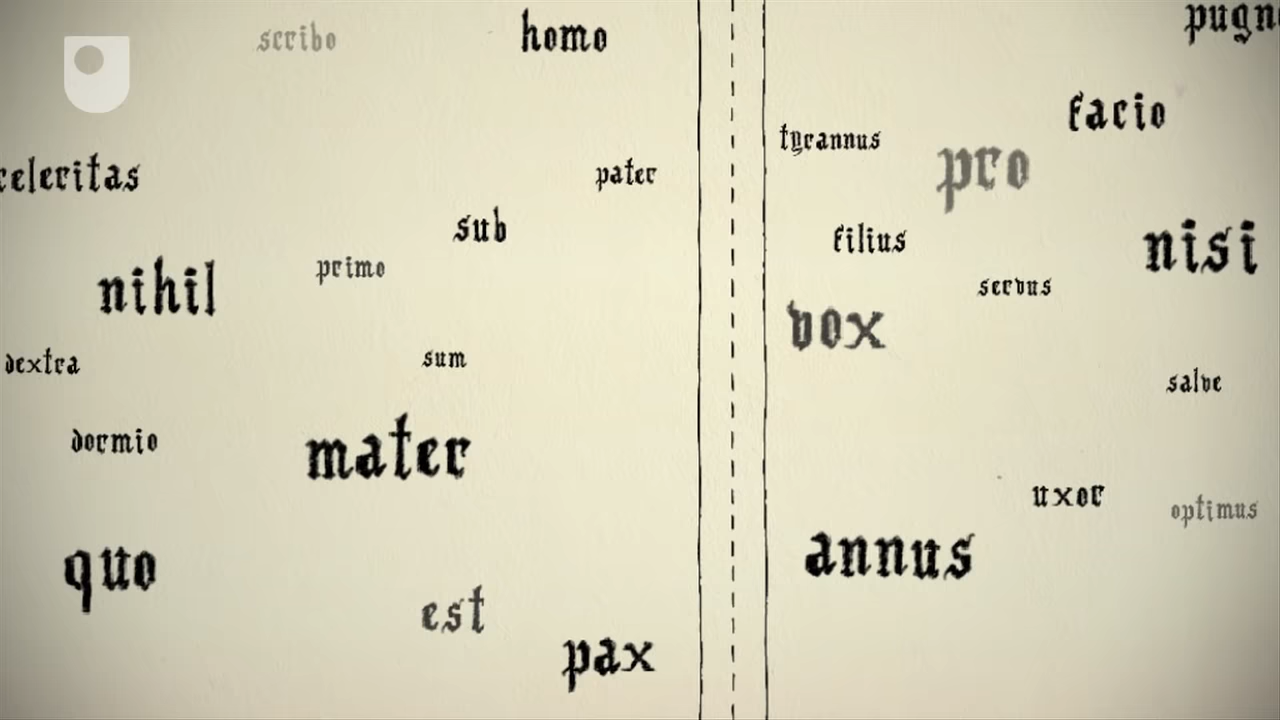 scribo
homo
celeritas
pater
sub
primo
nihil
sum
dextra
dormio
mater
quo
est
pax
pugn
facio
tyrannus
pro
filius
nisi
servus
vox
salve
uxor
optimus
annus